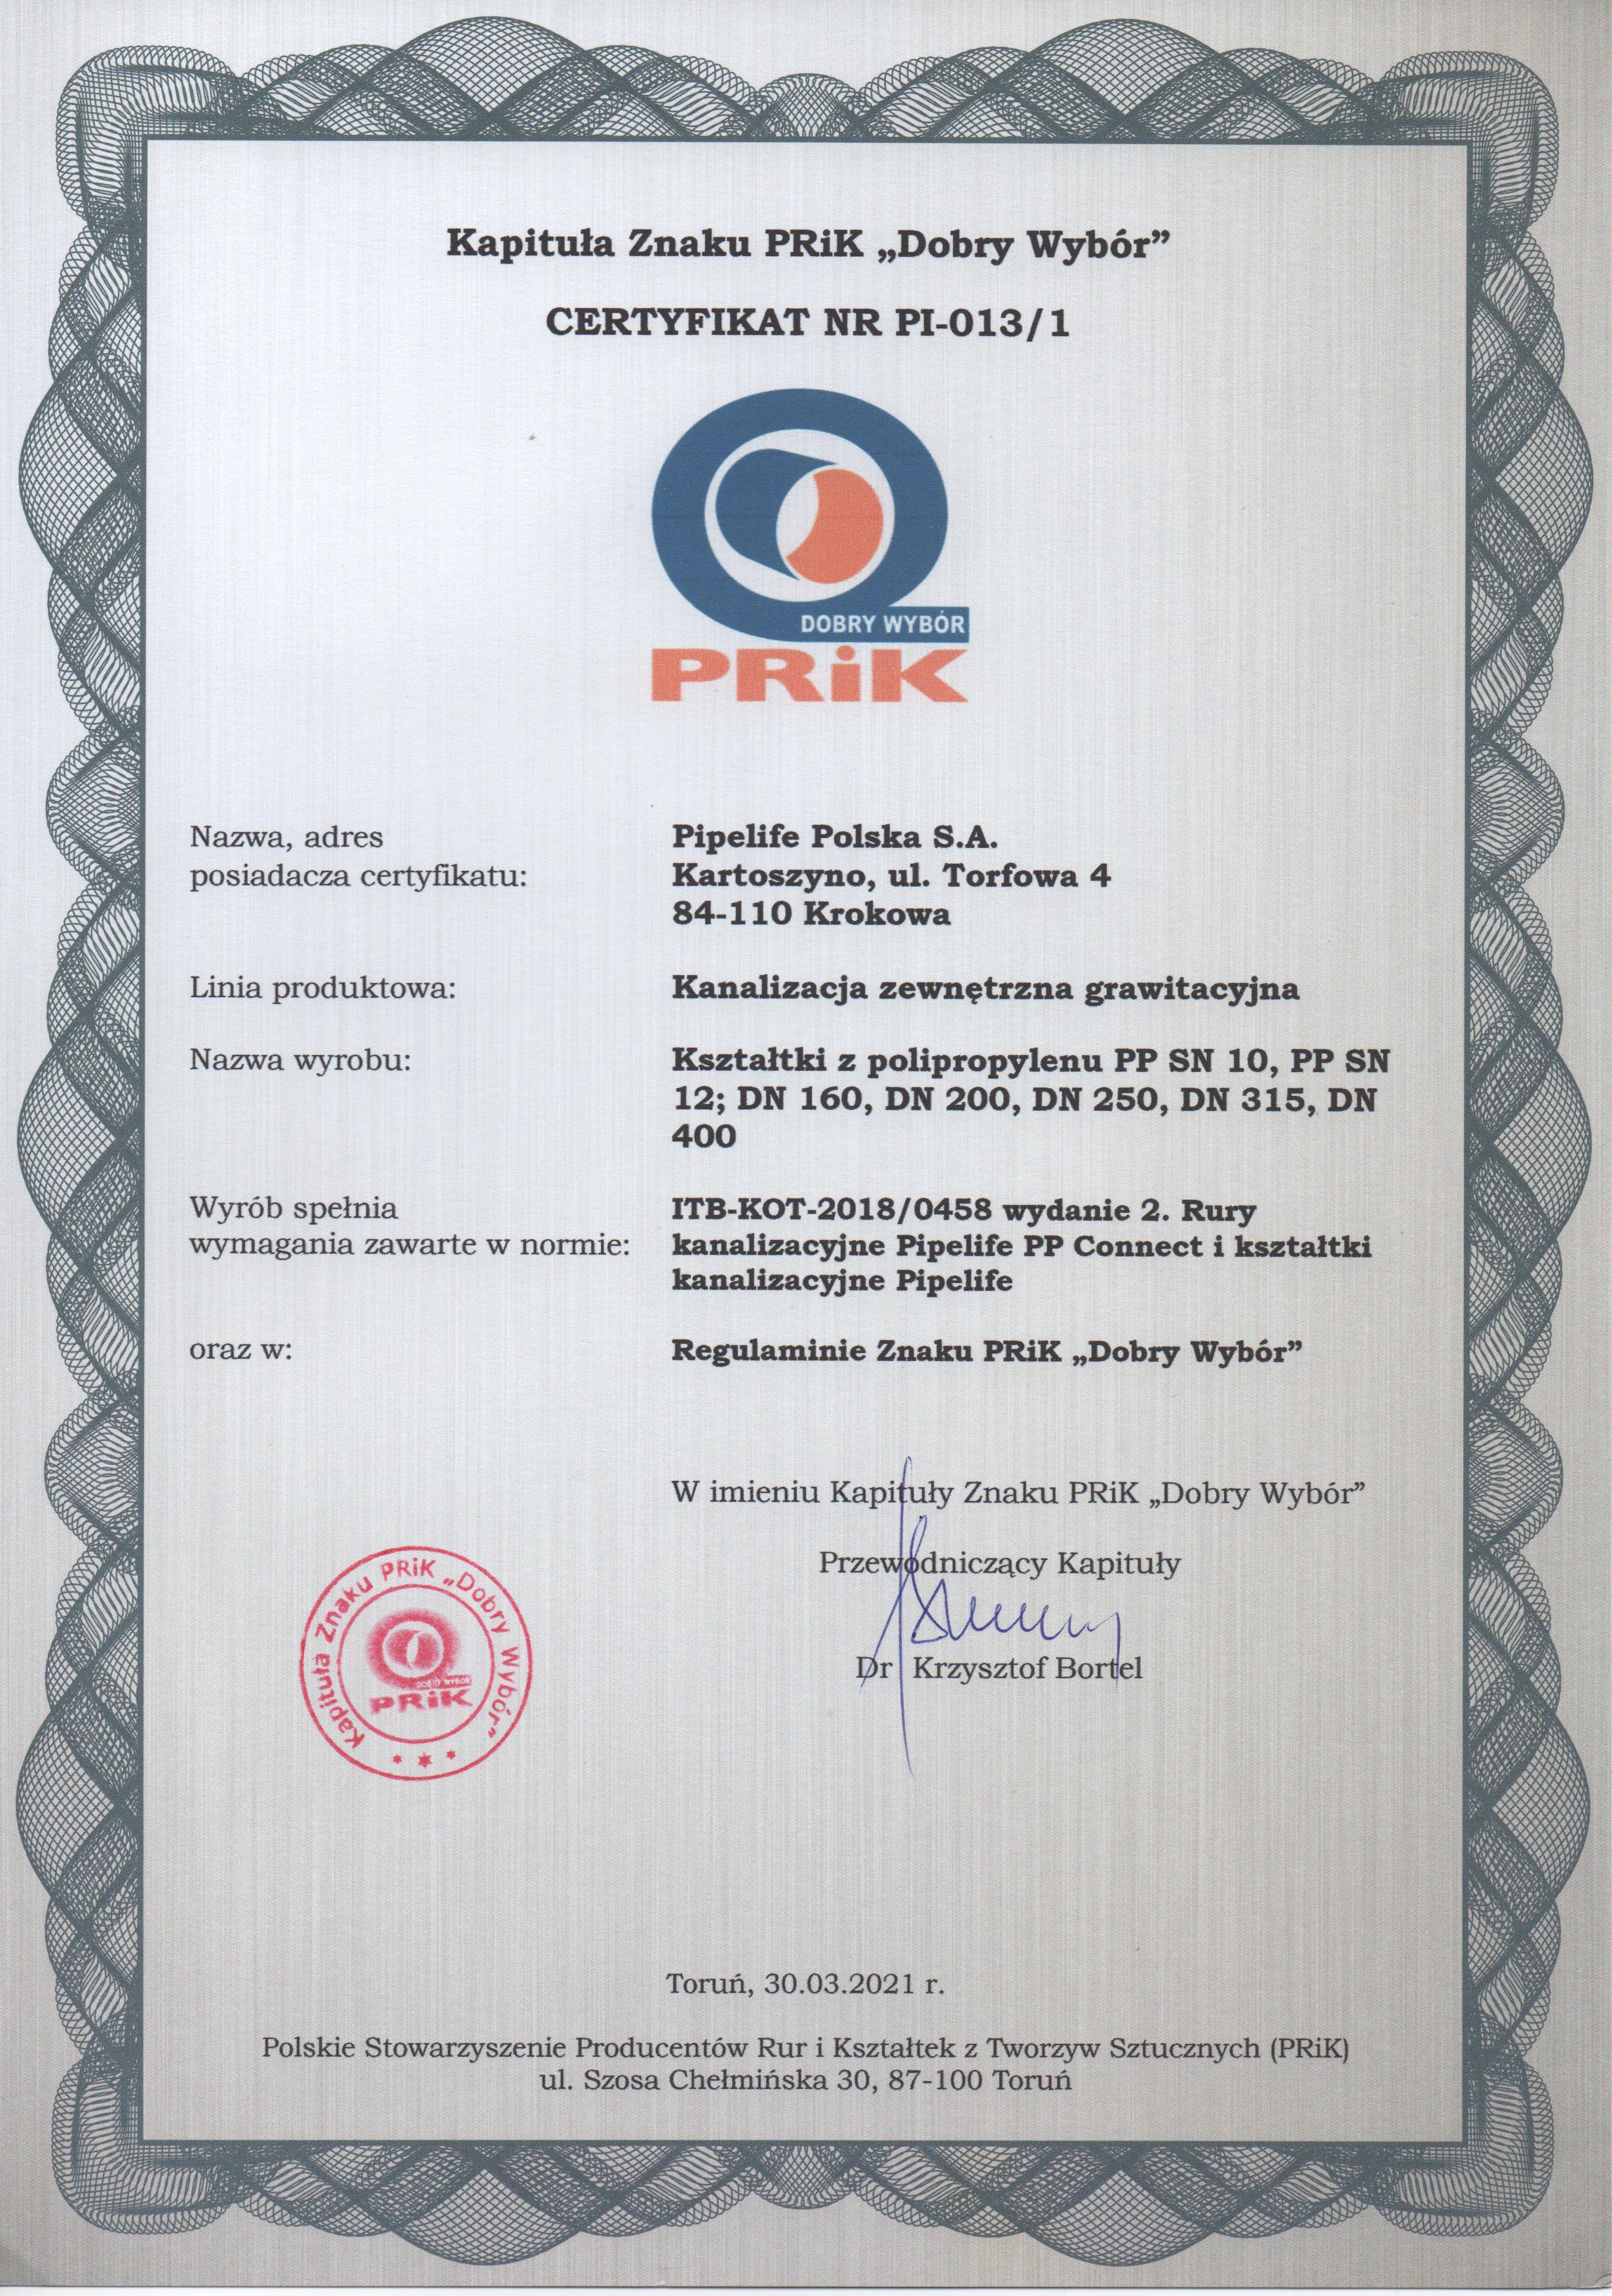 Kapituła Znaku PRiK „Dobry Wybór”
CERTYFIKAT NR PI-013/1
DOBRY WYBÓR
PRiK
Nazwa, adres
posiadacza certyfikatu:
Pipelife Polska S.A.
Kartoszyno, ul. Torfowa 4
84-110 Krokowa
Linia produktowa:
Kanalizacja zewnętrzna grawitacyjna
Nazwa wyrobu:
Kształtki z polipropylenu PP SN 10, PP SN
12; DN 160, DN 200, DN 250, DN 315, DN
400
Wyrób spełnia
wymagania zawarte w normie:
ITB-KOT-2018/0458 wydanie 2. Rury
kanalizacyjne Pipelife PP Connect i kształtki
kanalizacyjne Pipelife
oraz w:
Regulaminie Znaku PRiK „Dobry Wybór”
W imieniu Kapituły Znaku PRiK „Dobry Wybór”
Przewodniczący Kapituły
Dr Krzysztof Bortel
Kapituła Znaku PRiK „Dobry Wybór”
DOBRY WYBÓR
PRiK
Toruń, 30.03.2021 r.
Polskie Stowarzyszenie Producentów Rur i Kształtek z Tworzyw Sztucznych (PRiK)
ul. Szosa Chełmińska 30, 87-100 Toruń